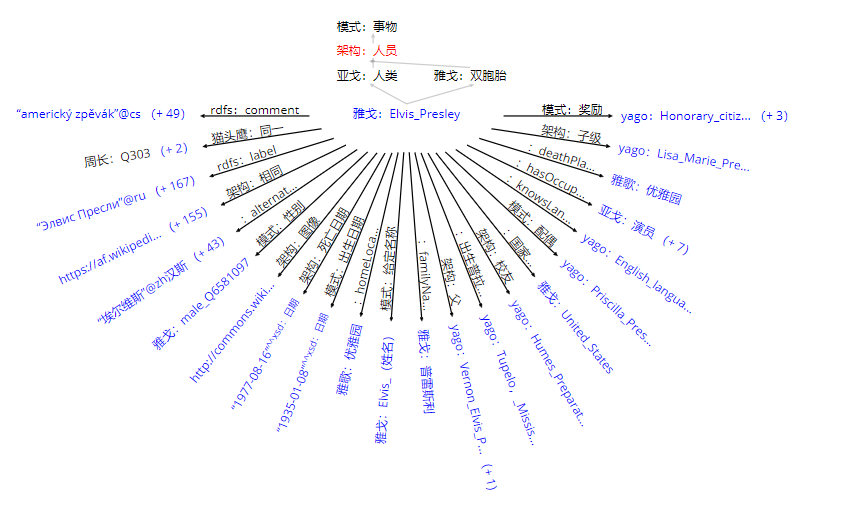 模式：事物
架构：人员
亚戈：人类
雅戈：双胞胎
雅戈：Elvis_Presley
rdfs：comment
“americký zpěvák”@cs （+ 49）
猫头鹰：同一
周长：Q303 （+ 2）
rdfs：label
“Элвис Пресли”@ru （+ 167）
架构：相同
https://af.wikipedi... （+ 155）
：alternat...
“埃尔维斯”@zh汉斯 （+ 43）
模式：性别
雅戈：male_Q6581097
架构：图像
http://commons.wiki...
架构：死亡日期
“1977-08-16”^^xsd：日期
模式：出生日期
“1935-01-08”^^xsd：日期
：homeLoca...
雅歌：优雅园
模式：给定名称
雅戈：Elvis_（姓名）
：familyNa...
雅戈：普雷斯利
架构：父
yago：Vernon_Elvis_P... （+ 1）
：出生普拉...
yago：Tupelo，_Missis...
架构：校友
yago：Humes_Preparat...
：国家...
雅戈：United_States
模式：配偶
yago：Priscilla_Pres...
：knowsLan...
yago：English_langua...
：hasOccup...
亚戈：演员 （+ 7）
：deathPla...
雅歌：优雅园
架构：子级
yago：Lisa_Marie_Pre...
模式：奖励
yago：Honorary_citiz... （+ 3）